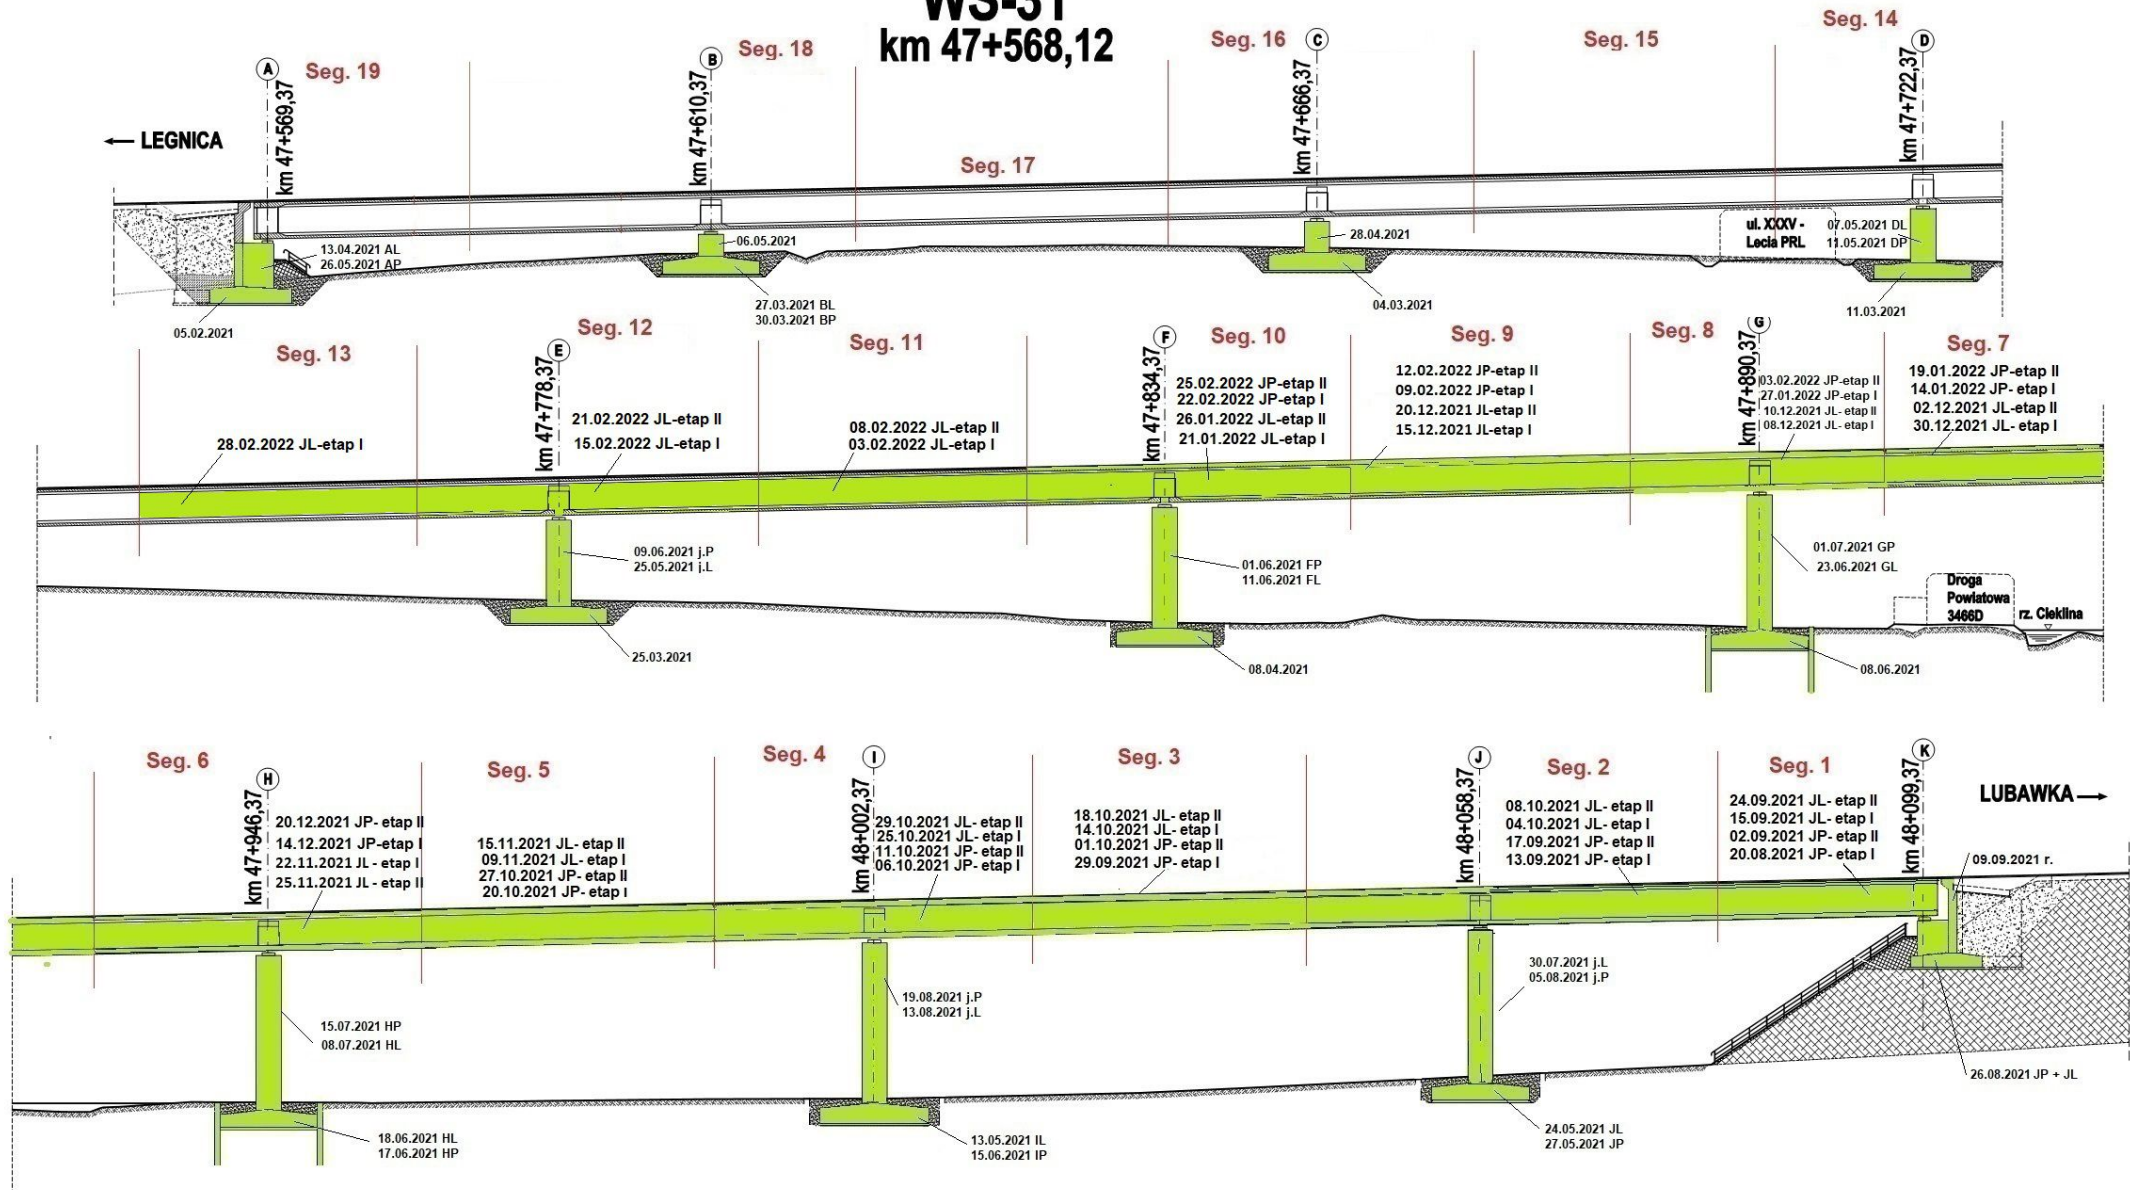 WS-31
km 47+568,12
Seg. 19
Seg. 18
Seg. 17
Seg. 16
Seg. 15
Seg. 14
A
B
C
D
km 47+569,37
km 47+610,37
km 47+666,37
km 47+722,37
← LEGNICA
13.04.2021 AL
26.05.2021 AP
05.02.2021
06.05.2021
27.03.2021 BL
30.03.2021 BP
28.04.2021
04.03.2021
ul. XXXV -
Lecia PRL
07.05.2021 DL
11.05.2021 DP
11.03.2021
Seg. 13
Seg. 12
Seg. 11
Seg. 10
Seg. 9
Seg. 8
Seg. 7
E
F
G
km 47+778,37
km 47+834,37
km 47+890,37
28.02.2022 JL-etap I
21.02.2022 JL-etap II
15.02.2022 JL-etap I
08.02.2022 JL-etap II
03.02.2022 JL-etap I
25.02.2022 JP-etap II
22.02.2022 JP-etap I
26.01.2022 JL-etap II
21.01.2022 JL-etap I
12.02.2022 JP-etap II
09.02.2022 JP-etap I
20.12.2021 JL-etap II
15.12.2021 JL-etap I
03.02.2022 JP-etap II
27.01.2022 JP-etap I
10.12.2021 JL- etap II
08.12.2021 JL- etap I
19.01.2022 JP-etap II
14.01.2022 JP- etap I
02.12.2021 JL-etap II
30.12.2021 JL- etap I
09.06.2021 j.P
25.05.2021 j.L
25.03.2021
01.06.2021 FP
11.06.2021 FL
08.04.2021
01.07.2021 GP
23.06.2021 GL
08.06.2021
Droga
Powiatowa
3466D
rz. Cieklina
Seg. 6
Seg. 5
Seg. 4
Seg. 3
Seg. 2
Seg. 1
H
I
J
K
km 47+946,37
km 48+002,37
km 48+058,37
km 48+099,37
LUBAWKA →
20.12.2021 JP- etap II
14.12.2021 JP-etap I
22.11.2021 JL - etap I
25.11.2021 JL - etap II
15.11.2021 JL- etap II
09.11.2021 JL- etap I
27.10.2021 JP- etap II
20.10.2021 JP- etap I
29.10.2021 JL- etap II
25.10.2021 JL- etap I
11.10.2021 JP- etap II
06.10.2021 JP- etap I
18.10.2021 JL- etap II
14.10.2021 JL- etap I
01.10.2021 JP- etap II
29.09.2021 JP- etap I
08.10.2021 JL- etap II
04.10.2021 JL- etap I
17.09.2021 JP- etap II
13.09.2021 JP- etap I
24.09.2021 JL- etap II
15.09.2021 JL- etap I
02.09.2021 JP- etap II
20.08.2021 JP- etap I
09.09.2021 r.
15.07.2021 HP
08.07.2021 HL
18.06.2021 HL
17.06.2021 HP
19.08.2021 j.P
13.08.2021 j.L
13.05.2021 IL
15.06.2021 IP
30.07.2021 j.L
05.08.2021 j.P
24.05.2021 JL
27.05.2021 JP
26.08.2021 JP + JL